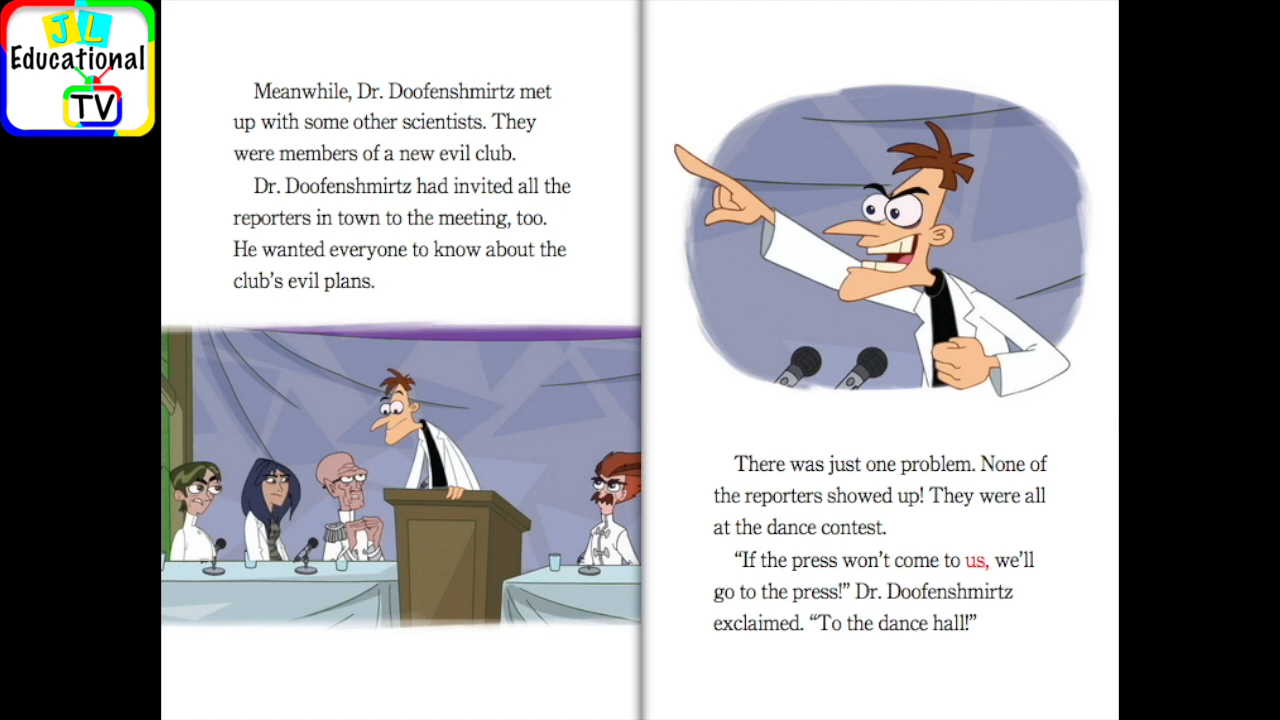 JL
Educational
TV
Meanwhile, Dr. Doofenshmirtz met
up with some other scientists. They
were members of a new evil club.
Dr. Doofenshmirtz had invited all the
reporters in town to the meeting, too.
He wanted everyone to know about the
club’s evil plans.
There was just one problem. None of
the reporters showed up! They were all
at the dance contest.
“If the press won’t come to us, we’ll
go to the press!” Dr. Doofenshmirtz
exclaimed. “To the dance hall!”